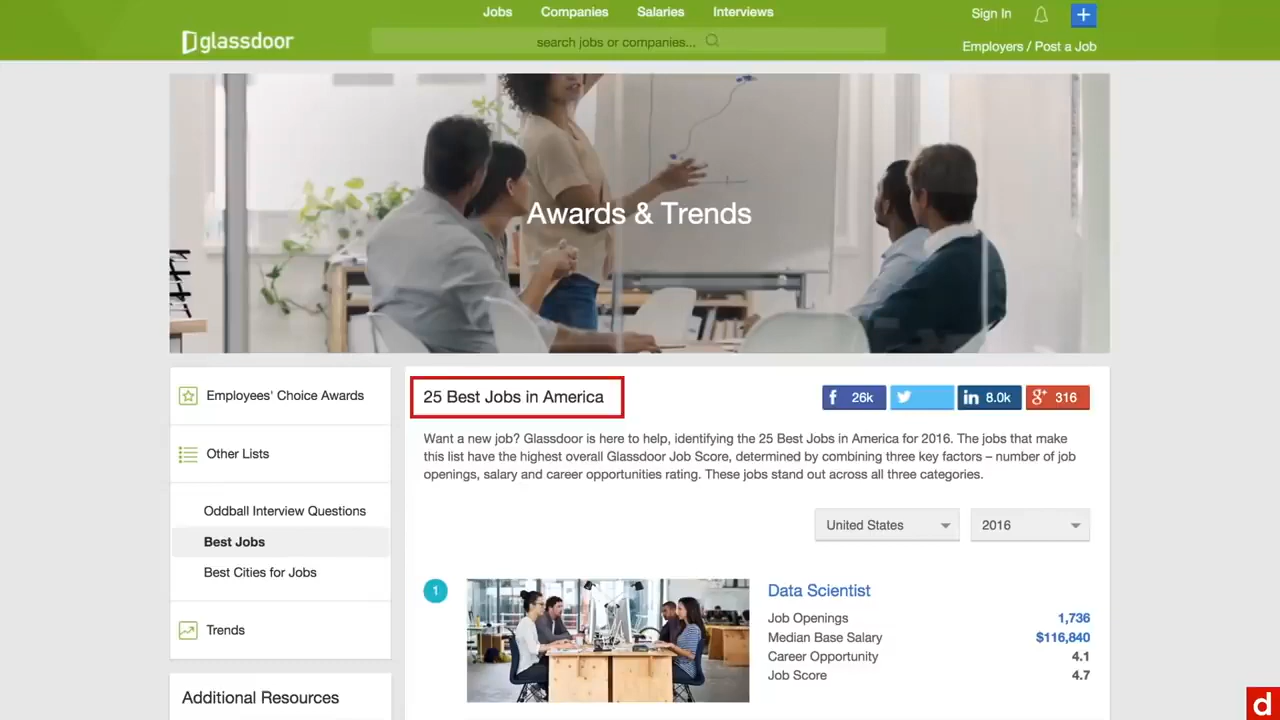 Jobs Companies Salaries Interviews
Sign In
glassdoor
search jobs or companies...
Employers / Post a Job
Awards & Trends
Employees' Choice Awards
Other Lists
Oddball Interview Questions
Best Jobs
Best Cities for Jobs
Trends
Additional Resources
25 Best Jobs in America
26k
in 8.0k
g+ 316
Want a new job? Glassdoor is here to help, identifying the 25 Best Jobs in America for 2016. The jobs that make
this list have the highest overall Glassdoor Job Score, determined by combining three key factors – number of job
openings, salary and career opportunities rating. These jobs stand out across all three categories.
United States
2016
1
Data Scientist
Job Openings 1,736
Median Base Salary $116,840
Career Opportunity 4.1
Job Score 4.7
d